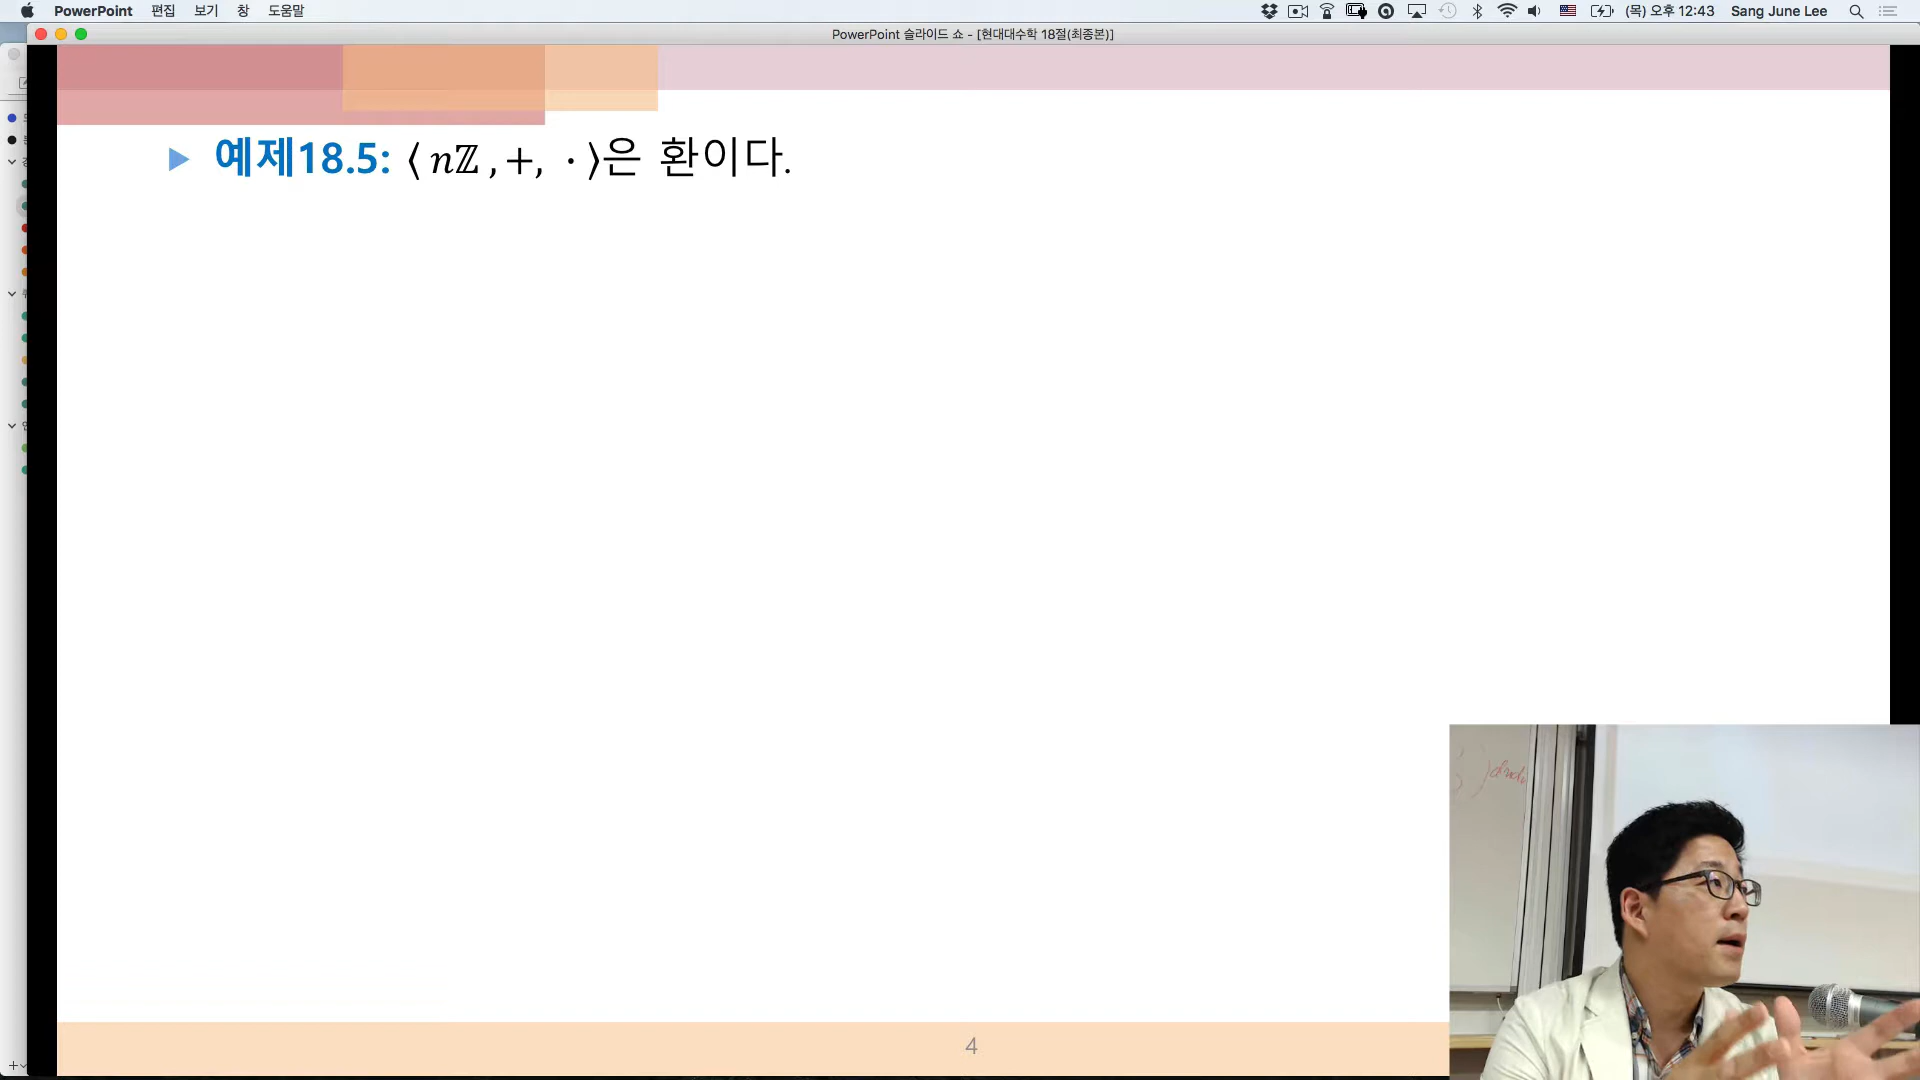 PowerPoint 편집 보기 창 도움말
(목) 오후 12:43 Sang June Lee
PowerPoint 슬라이드 쇼 - [현대대수학 18절(최종본)]
예제18.5: ⟨ nℤ ,+, · ⟩은 환이다.
4